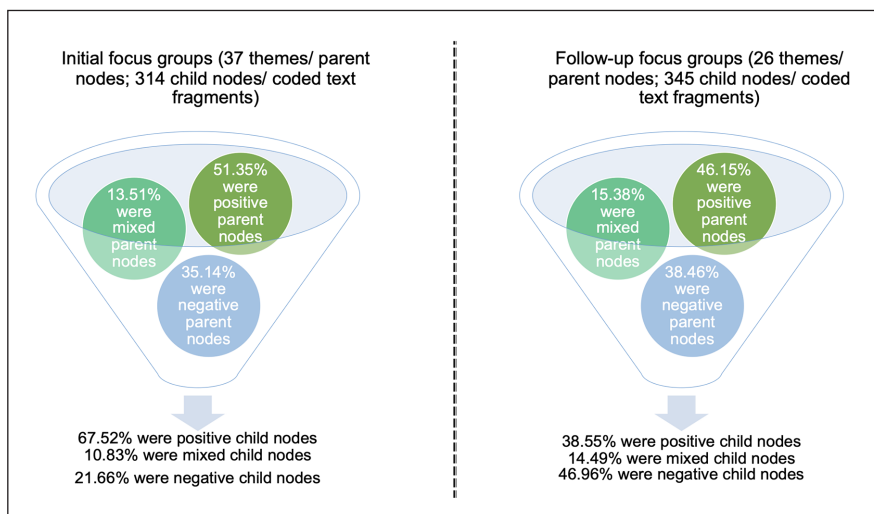 Initial focus groups (37 themes/ parent
nodes; 314 child nodes/ coded text
fragments)
51.35%
were
positive
parent
nodes
13.51%
were
mixed
parent
nodes
35.14%
were
negative
parent
nodes
67.52% were positive child nodes
10.83% were mixed child nodes
21.66% were negative child nodes
Follow-up focus groups (26 themes/
parent nodes; 345 child nodes/ coded
text fragments)
46.15%
were
positive
parent
nodes
15.38%
were
mixed
parent
nodes
38.46%
were
negative
parent
nodes
38.55% were positive child nodes
14.49% were mixed child nodes
46.96% were negative child nodes